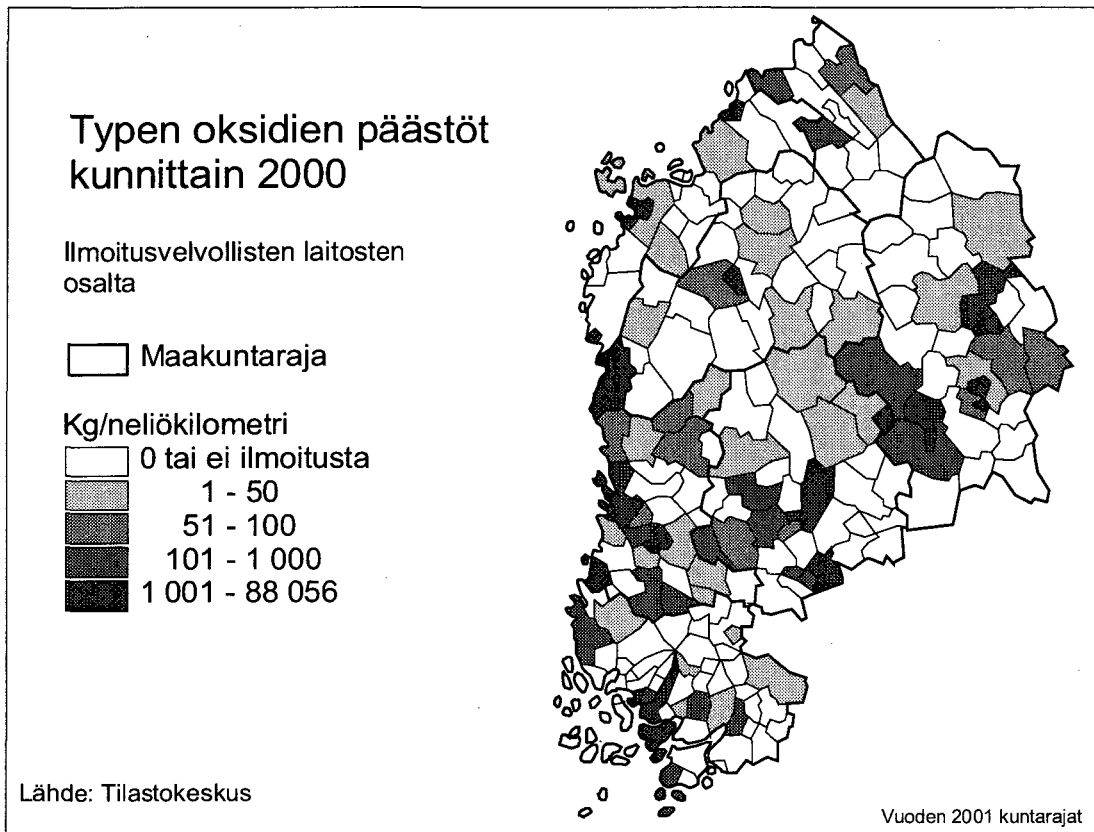 Typen oksidien päästöt
kunnittain 2000
Ilmoitusvelvollisten laitosten
osalta
Maakuntaraja
Kg/neliökilometri
0 tai ei ilmoitusta
1 - 50
51 - 100
101 - 1 000
1 001 - 88 056
Lähde: Tilastokeskus
Vuoden 2001 kuntarajat